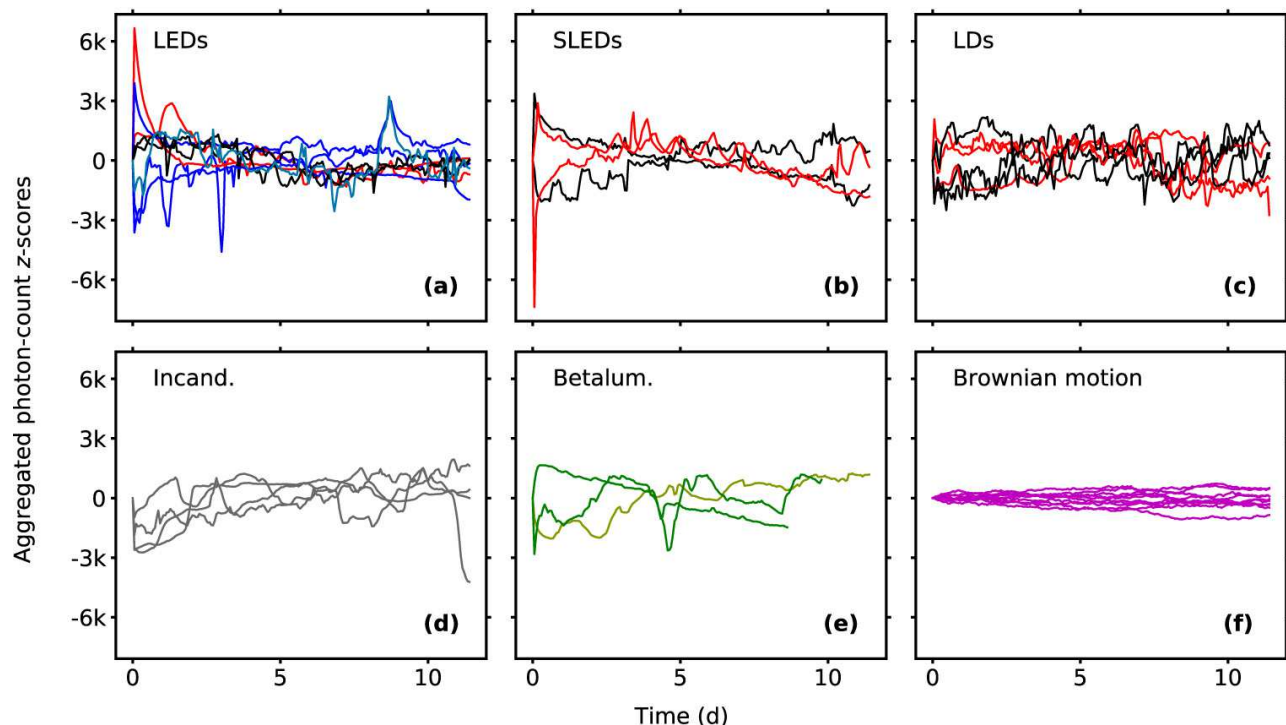 Aggregated photon-count z-scores
LEDs
6k
3k
0
-3k
-6k
(a)
SLEDs
(b)
LDs
(c)
Incand.
6k
3k
0
-3k
-6k
(d)
0 5 10
Betalum.
(e)
0 5 10
Brownian motion
(f)
0 5 10
Time (d)